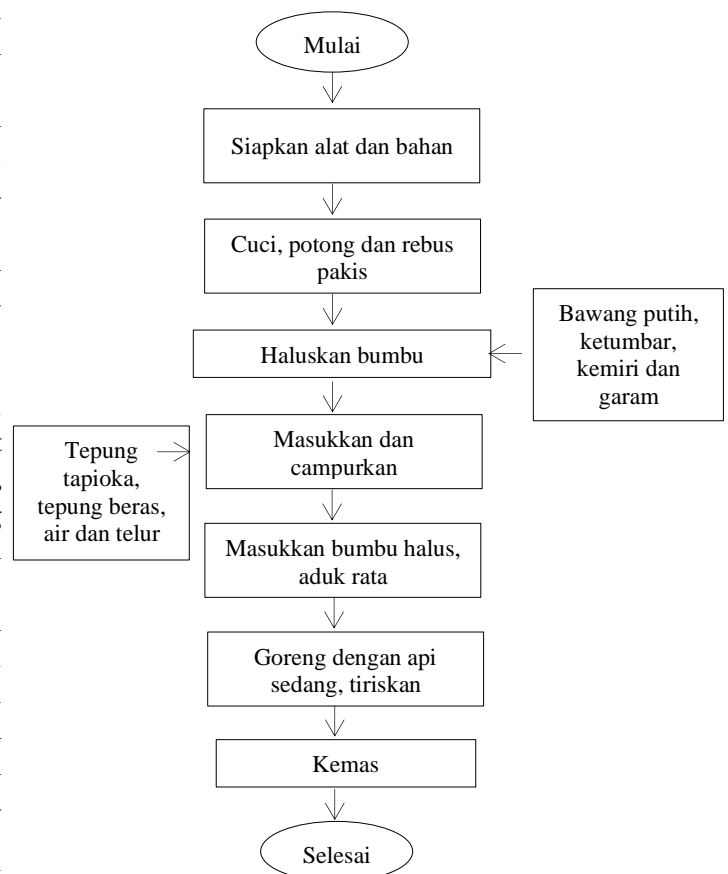 Mulai
Siapkan alat dan bahan
Cuci, potong dan rebus
pakis
Haluskan bumbu
Bawang putih,
ketumbar,
kemiri dan
garam
Masukkan dan
campurkan
Tepung
tapioka,
tepung beras,
air dan telur
Masukkan bumbu halus,
aduk rata
Goreng dengan api
sedang, tiriskan
Kemas
Selesai